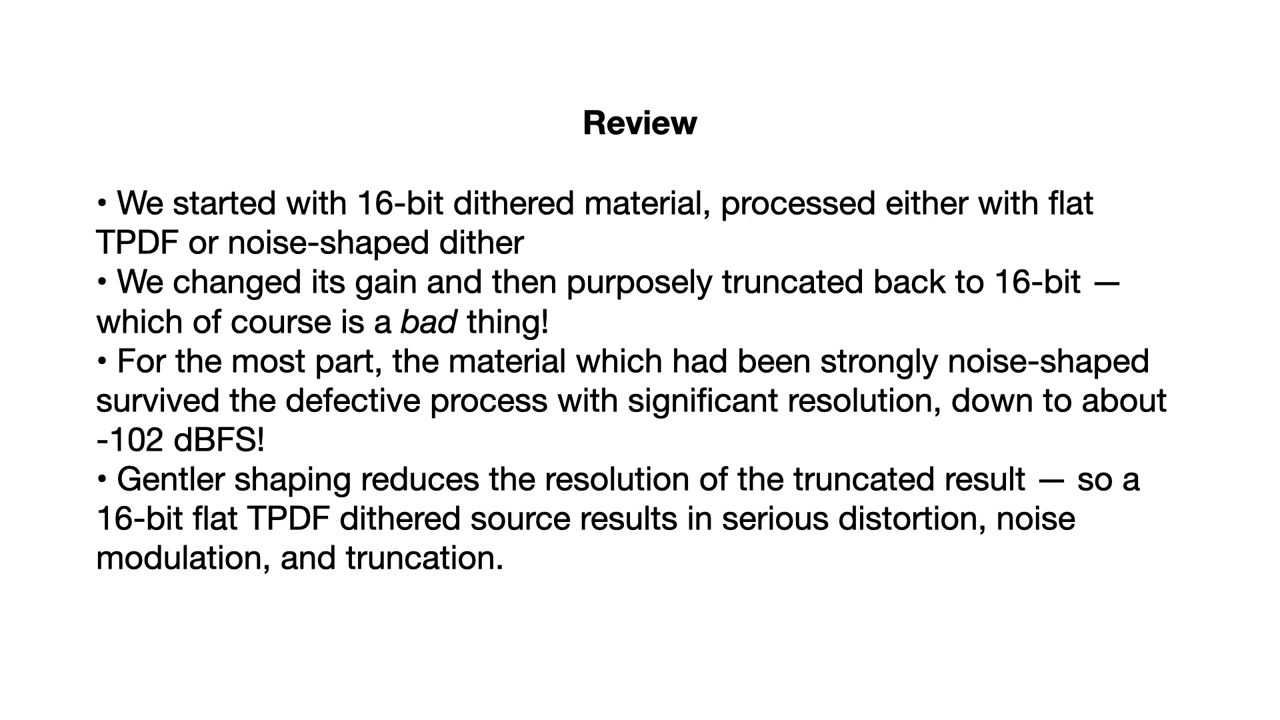 Review
• We started with 16-bit dithered material, processed either with flat
TPDF or noise-shaped dither
• We changed its gain and then purposely truncated back to 16-bit —
which of course is a bad thing!
• For the most part, the material which had been strongly noise-shaped
survived the defective process with significant resolution, down to about
-102 dBFS!
• Gentler shaping reduces the resolution of the truncated result — so a
16-bit flat TPDF dithered source results in serious distortion, noise
modulation, and truncation.